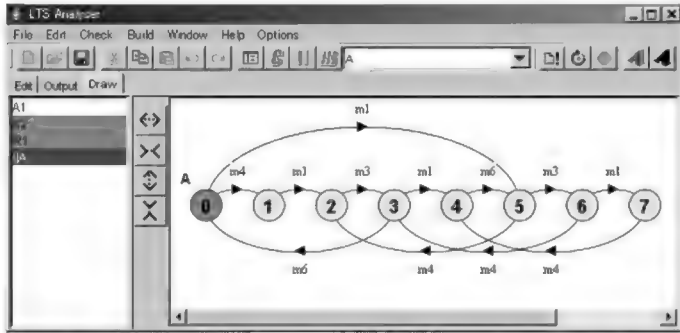 LTS Analyser
File Edit Check Build Window Help Options
A
Edit Output Draw
A1
||A
A
m1
m4 m1 m3 m1 m6 m3 m1
0 1 2 3 4 5 6 7
m6 m4 m4 m4